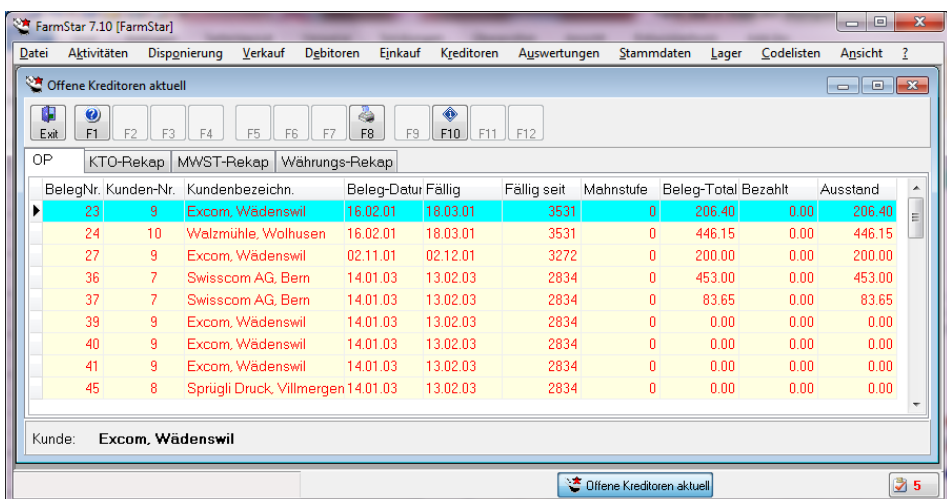 FarmStar 7.10 [FarmStar]
Datei Aktivitäten Disponierung Verkauf Debitoren Einkauf Kreditoren Auswertungen Stammdaten Lager Codelisten Ansicht ?
Offene Kreditoren aktuell
Exit F1 F2 F3 F4 F5 F6 F7 F8 F9 F10 F11 F12
OP KTO-Rekap MWST-Rekap Währungs-Rekap
BelegNr. Kunden-Nr. Kundenbezeichn. Beleg-Datur Fällig Fällig seit Mahnstufe Beleg-Total Bezahlt Ausstand
23 9 Excom, Wädenswil 16.02.01 18.03.01 3531 0 206.40 0.00 206.40
24 10 Walzmühle, Wolhusen 16.02.01 18.03.01 3531 0 446.15 0.00 446.15
27 9 Excom, Wädenswil 02.11.01 02.12.01 3272 0 200.00 0.00 200.00
36 7 Swisscom AG, Bern 14.01.03 13.02.03 2834 0 453.00 0.00 453.00
37 7 Swisscom AG, Bern 14.01.03 13.02.03 2834 0 83.65 0.00 83.65
39 9 Excom, Wädenswil 14.01.03 13.02.03 2834 0 0.00 0.00 0.00
40 9 Excom, Wädenswil 14.01.03 13.02.03 2834 0 0.00 0.00 0.00
41 9 Excom, Wädenswil 14.01.03 13.02.03 2834 0 0.00 0.00 0.00
45 8 Sprügli Druck, Villmergen 14.01.03 13.02.03 2834 0 0.00 0.00 0.00
Kunde: Excom, Wädenswil
Offene Kreditoren aktuell 5